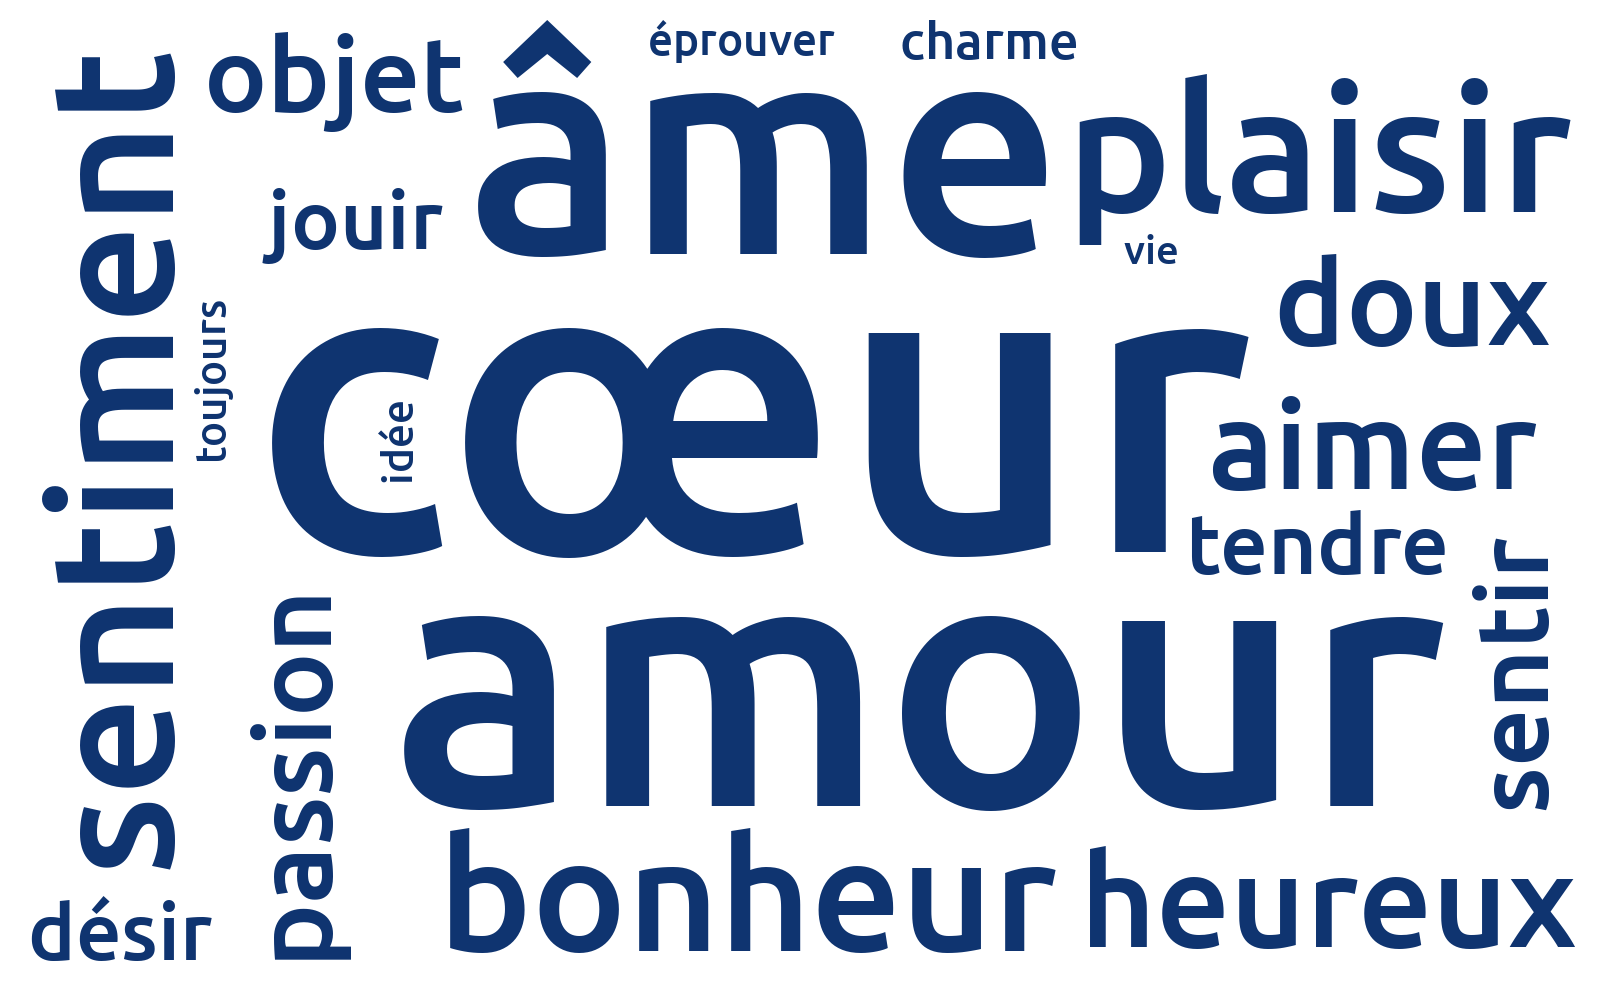 objet
âme
éprouver
charme
plaisir
jouir
vie
sentiment
toujours
doux
cœur
idée
aimer
tendre
sentir
passion
amour
bonheur
heureux
désir